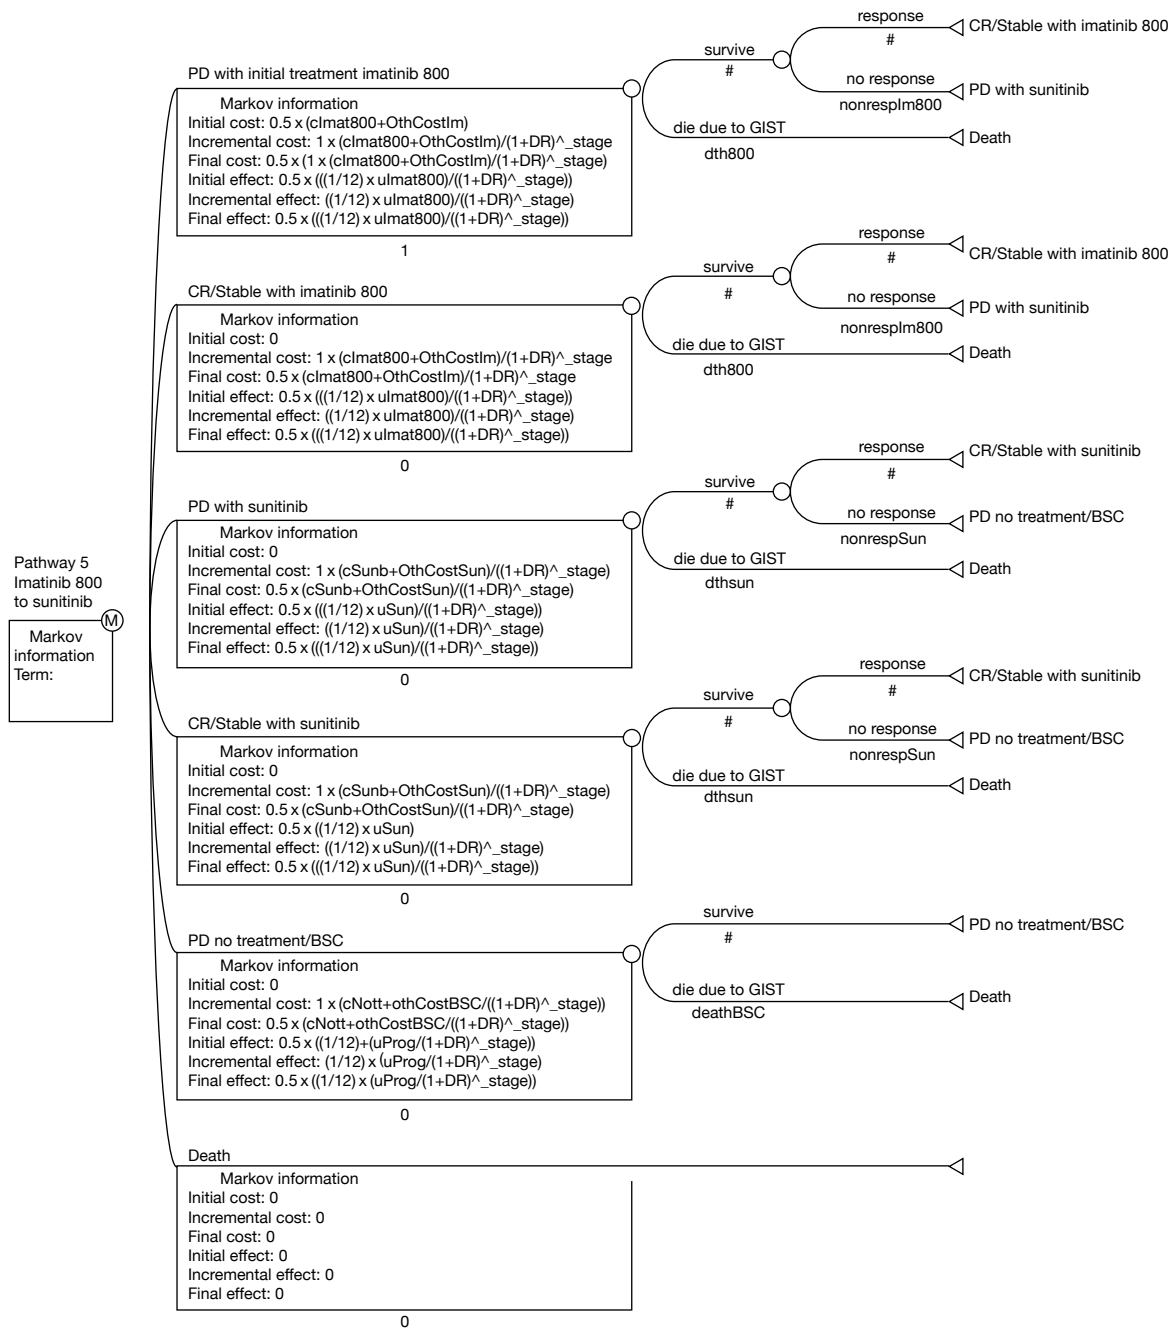 Pathway 5
Imatinib 800
to sunitinib
M
Markov
information
Term:
PD with initial treatment imatinib 800
Markov information
Initial cost: 0.5 x (cImat800+OthCostIm)
Incremental cost: 1 x (cImat800+OthCostIm)/(1+DR)^_stage
Final cost: 0.5 x (1 x (cImat800+OthCostIm)/(1+DR)^_stage)
Initial effect: 0.5 x (((1/12) x uImat800)/((1+DR)^_stage))
Incremental effect: ((1/12) x uImat800)/((1+DR)^_stage)
Final effect: 0.5 x (((1/12) x uImat800)/((1+DR)^_stage))
1
survive
#
response
#
CR/Stable with imatinib 800
no response
nonrespIm800
PD with sunitinib
die due to GIST
dth800
Death
CR/Stable with imatinib 800
Markov information
Initial cost: 0
Incremental cost: 1 x (cImat800+OthCostIm)/(1+DR)^_stage
Final cost: 0.5 x (cImat800+OthCostIm)/(1+DR)^_stage
Initial effect: 0.5 x (((1/12) x uImat800)/((1+DR)^_stage))
Incremental effect: ((1/12) x uImat800)/((1+DR)^_stage)
Final effect: 0.5 x (((1/12) x uImat800)/((1+DR)^_stage))
0
survive
#
response
#
CR/Stable with imatinib 800
no response
nonrespIm800
PD with sunitinib
die due to GIST
dth800
Death
PD with sunitinib
Markov information
Initial cost: 0
Incremental cost: 1 x (cSunb+OthCostSun)/((1+DR)^_stage)
Final cost: 0.5 x (cSunb+OthCostSun)/((1+DR)^_stage)
Initial effect: 0.5 x (((1/12) x uSun)/((1+DR)^_stage))
Incremental effect: ((1/12) x uSun)/((1+DR)^_stage)
Final effect: 0.5 x (((1/12) x uSun)/((1+DR)^_stage))
0
survive
#
response
#
CR/Stable with sunitinib
no response
nonrespSun
PD no treatment/BSC
die due to GIST
dthsun
Death
CR/Stable with sunitinib
Markov information
Initial cost: 0
Incremental cost: 1 x (cSunb+OthCostSun)/((1+DR)^_stage)
Final cost: 0.5 x (cSunb+OthCostSun)/((1+DR)^_stage)
Initial effect: 0.5 x ((1/12) x uSun)
Incremental effect: ((1/12) x uSun)/((1+DR)^_stage)
Final effect: 0.5 x (((1/12) x uSun)/((1+DR)^_stage))
0
survive
#
response
#
CR/Stable with sunitinib
no response
nonrespSun
PD no treatment/BSC
die due to GIST
dthsun
Death
PD no treatment/BSC
Markov information
Initial cost: 0
Incremental cost: 1 x (cNott+othCostBSC/((1+DR)^_stage))
Final cost: 0.5 x (cNott+othCostBSC/((1+DR)^_stage))
Initial effect: 0.5 x ((1/12)+(uProg/(1+DR)^_stage))
Incremental effect: (1/12) x (uProg/(1+DR)^_stage)
Final effect: 0.5 x ((1/12) x (uProg/(1+DR)^_stage))
0
survive
#
PD no treatment/BSC
die due to GIST
deathBSC
Death
Death
Markov information
Initial cost: 0
Incremental cost: 0
Final cost: 0
Initial effect: 0
Incremental effect: 0
Final effect: 0
0